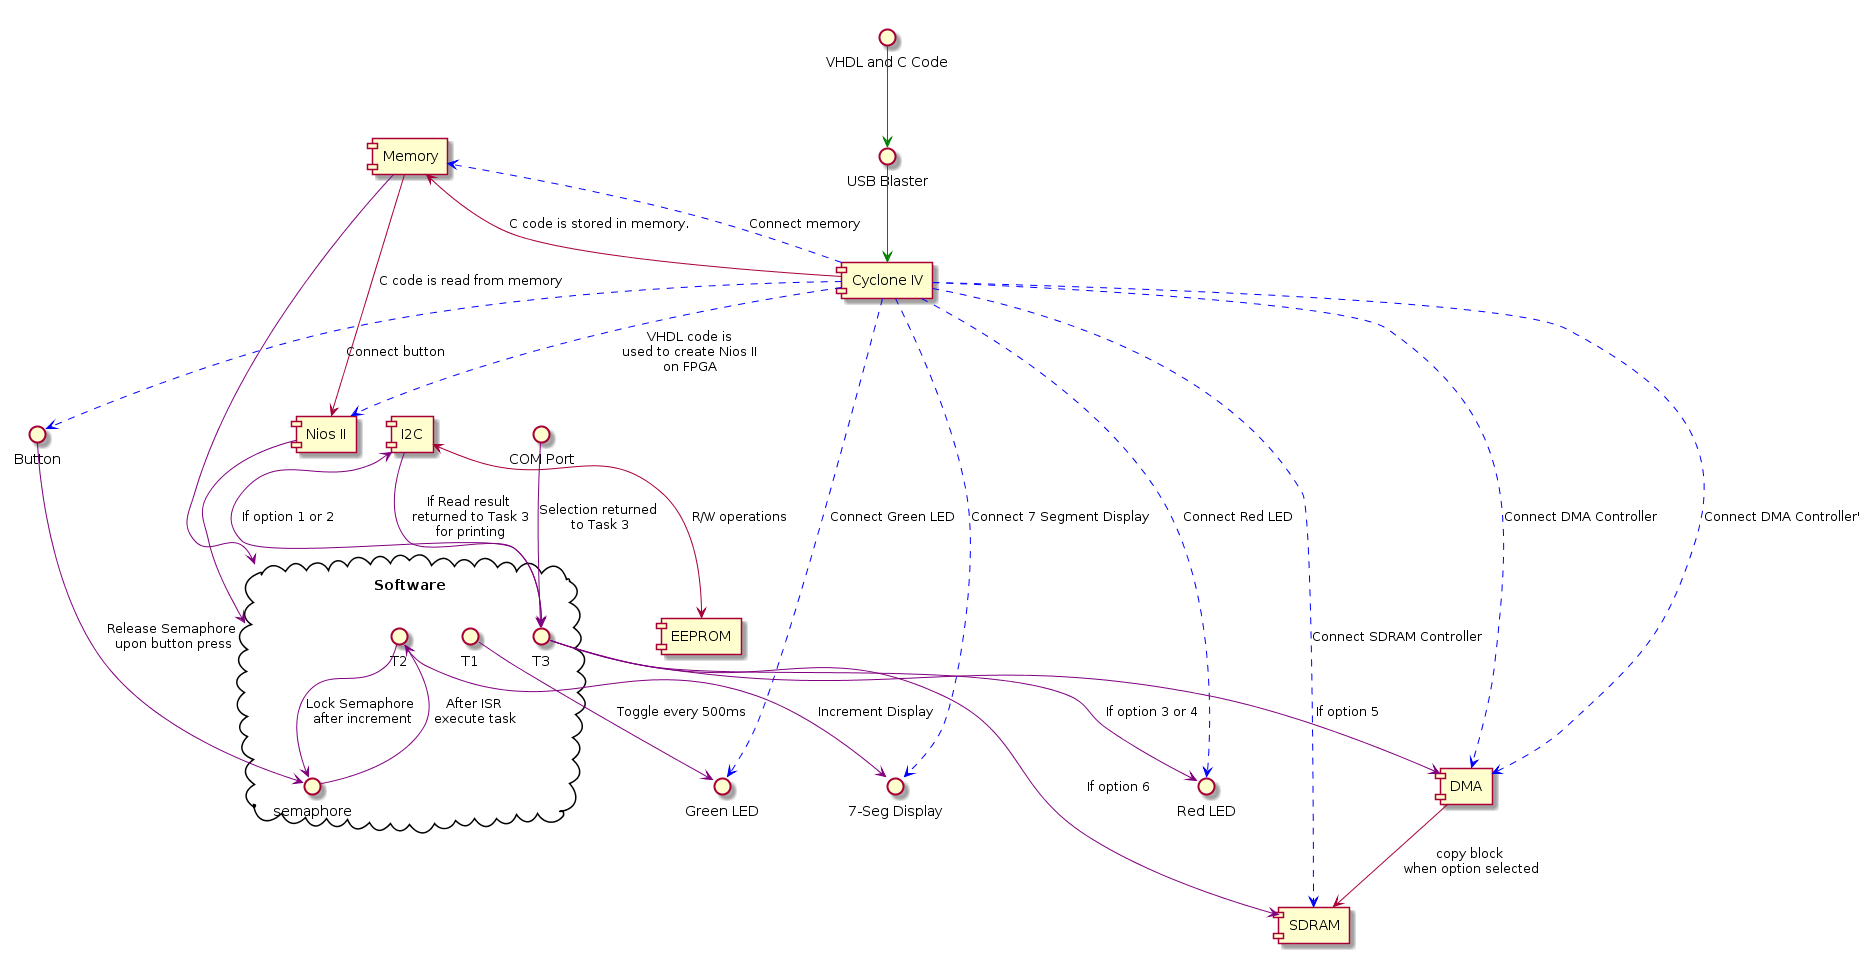 VHDL and C Code
Memory
USB Blaster
C code is stored in memory.
Connect memory
Cyclone IV
C code is read from memory
VHDL code is
used to create Nios II
on FPGA
Connect button
Nios II
I2C
Button
COM Port
If option 1 or 2
If Read result
returned to Task 3
for printing
Selection returned
to Task 3
R/W operations
Connect Green LED
Connect 7 Segment Display
Connect Red LED
Connect DMA Controller
Connect DMA Controller'
Software
Release Semaphore
upon button press
EEPROM
Connect SDRAM Controller
T2
T1
T3
Lock Semaphore
after increment
After ISR
execute task
Toggle every 500ms
Increment Display
If option 3 or 4
If option 5
If option 6
DMA
semaphore
Green LED
7-Seg Display
Red LED
copy block
when option selected
SDRAM